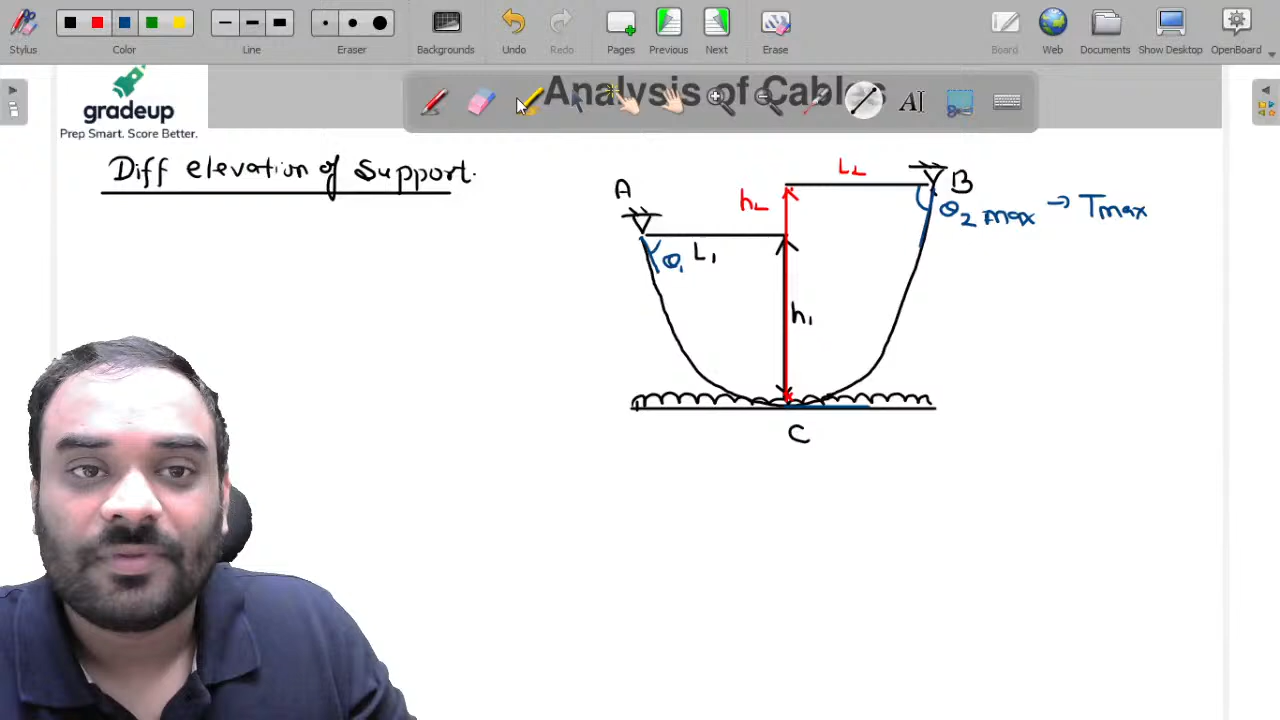 Stylus
Color
Line
Eraser
Backgrounds
Undo
Redo
Pages
Previous
Next
Erase
Board
Web
Documents
Show Desktop
OpenBoard
gradeup
Prep Smart. Score Better.
Analysis of Cables
AI
Diff elevation of Support.
A
L₂
B
h₂
θ₂ max → Tmax
θ₁
L₁
h₁
C